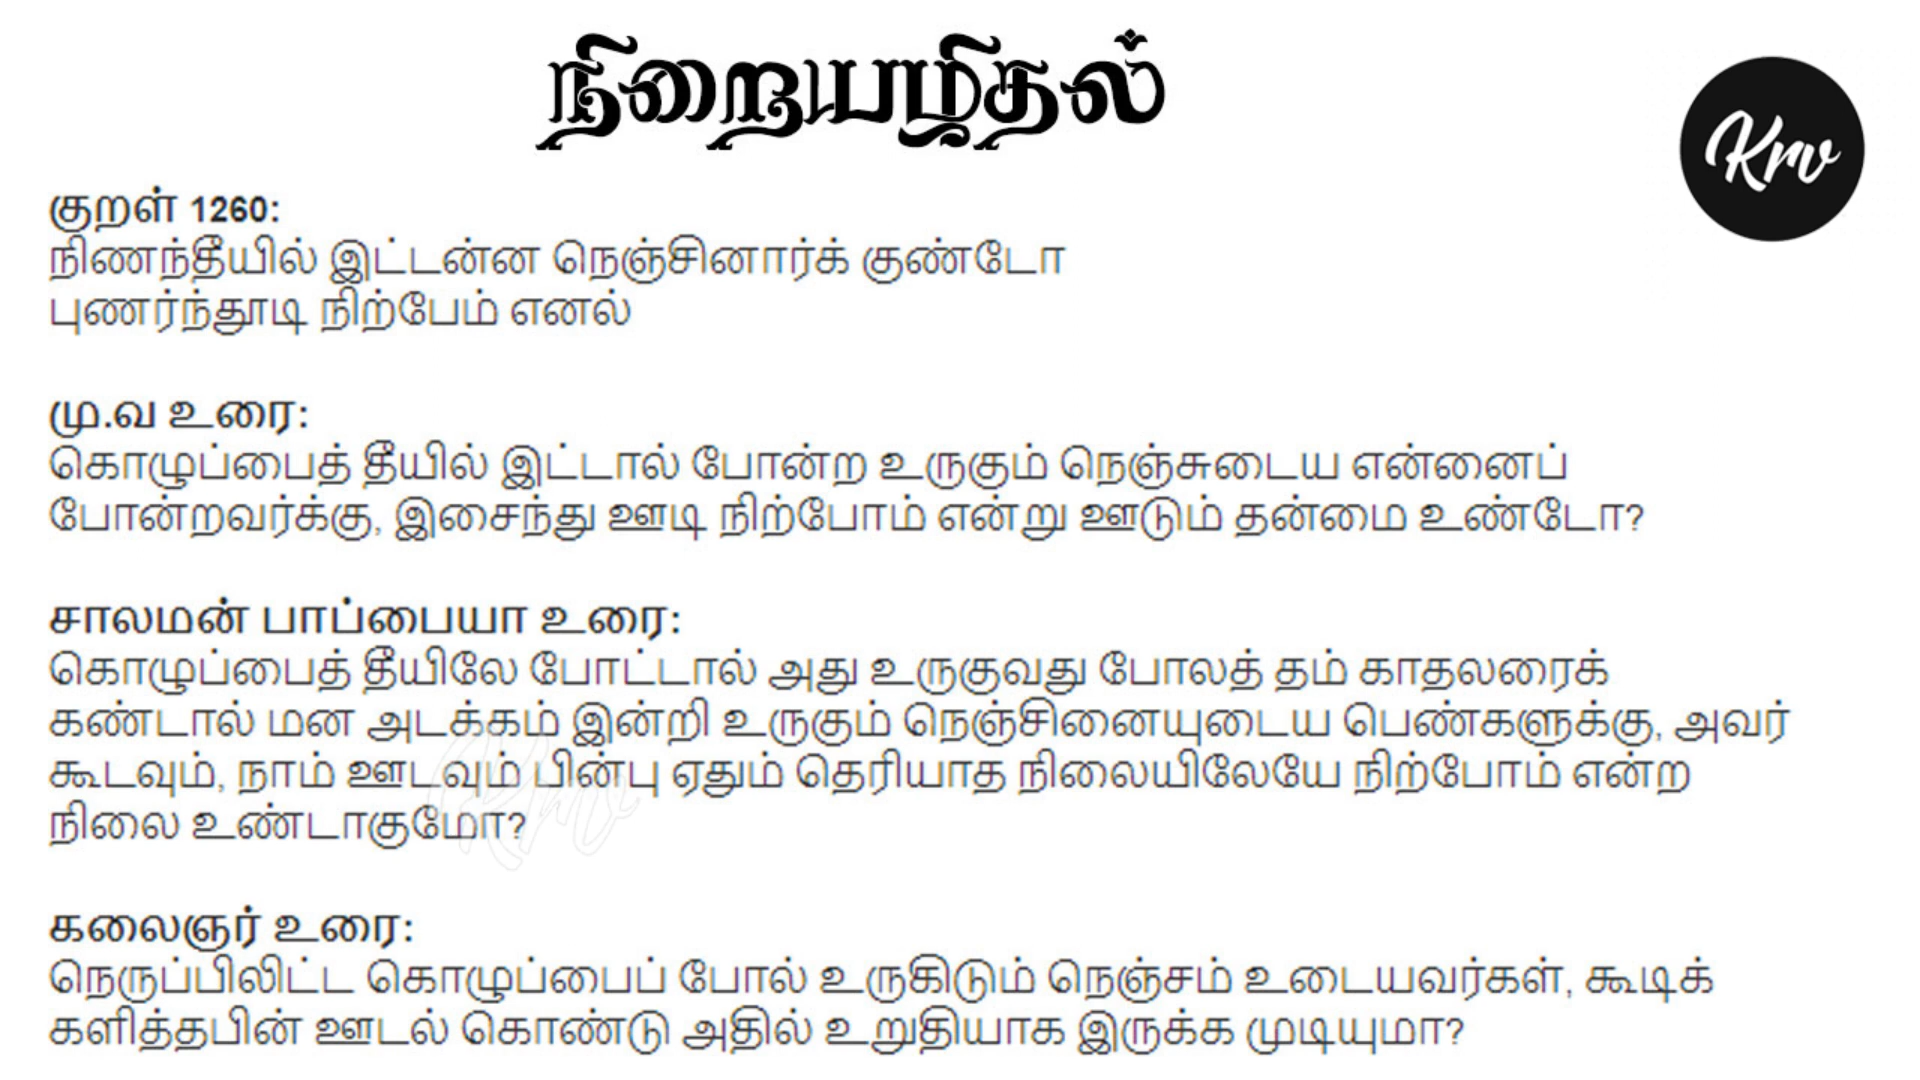 நிறையழிதல்
Krv
குறள் 1260:
நிணந்தீயில் இட்டன்ன நெஞ்சினார்க் குண்டோ
புணர்ந்தூடி நிற்பேம் எனல்
மு.வ உரை:
கொழுப்பைத் தீயில் இட்டால் போன்ற உருகும் நெஞ்சுடைய என்னைப்
போன்றவர்க்கு, இசைந்து ஊடி நிற்போம் என்று ஊடும் தன்மை உண்டோ?
சாலமன் பாப்பையா உரை:
கொழுப்பைத் தீயிலே போட்டால் அது உருகுவது போலத் தம் காதலரைக்
கண்டால் மன அடக்கம் இன்றி உருகும் நெஞ்சினையுடைய பெண்களுக்கு, அவர்
கூடவும், நாம் ஊடவும் பின்பு ஏதும் தெரியாத நிலையிலேயே நிற்போம் என்ற
நிலை உண்டாகுமோ?
Krv
கலைஞர் உரை:
நெருப்பிலிட்ட கொழுப்பைப் போல் உருகிடும் நெஞ்சம் உடையவர்கள், கூடிக்
களித்தபின் ஊடல் கொண்டு அதில் உறுதியாக இருக்க முடியுமா?